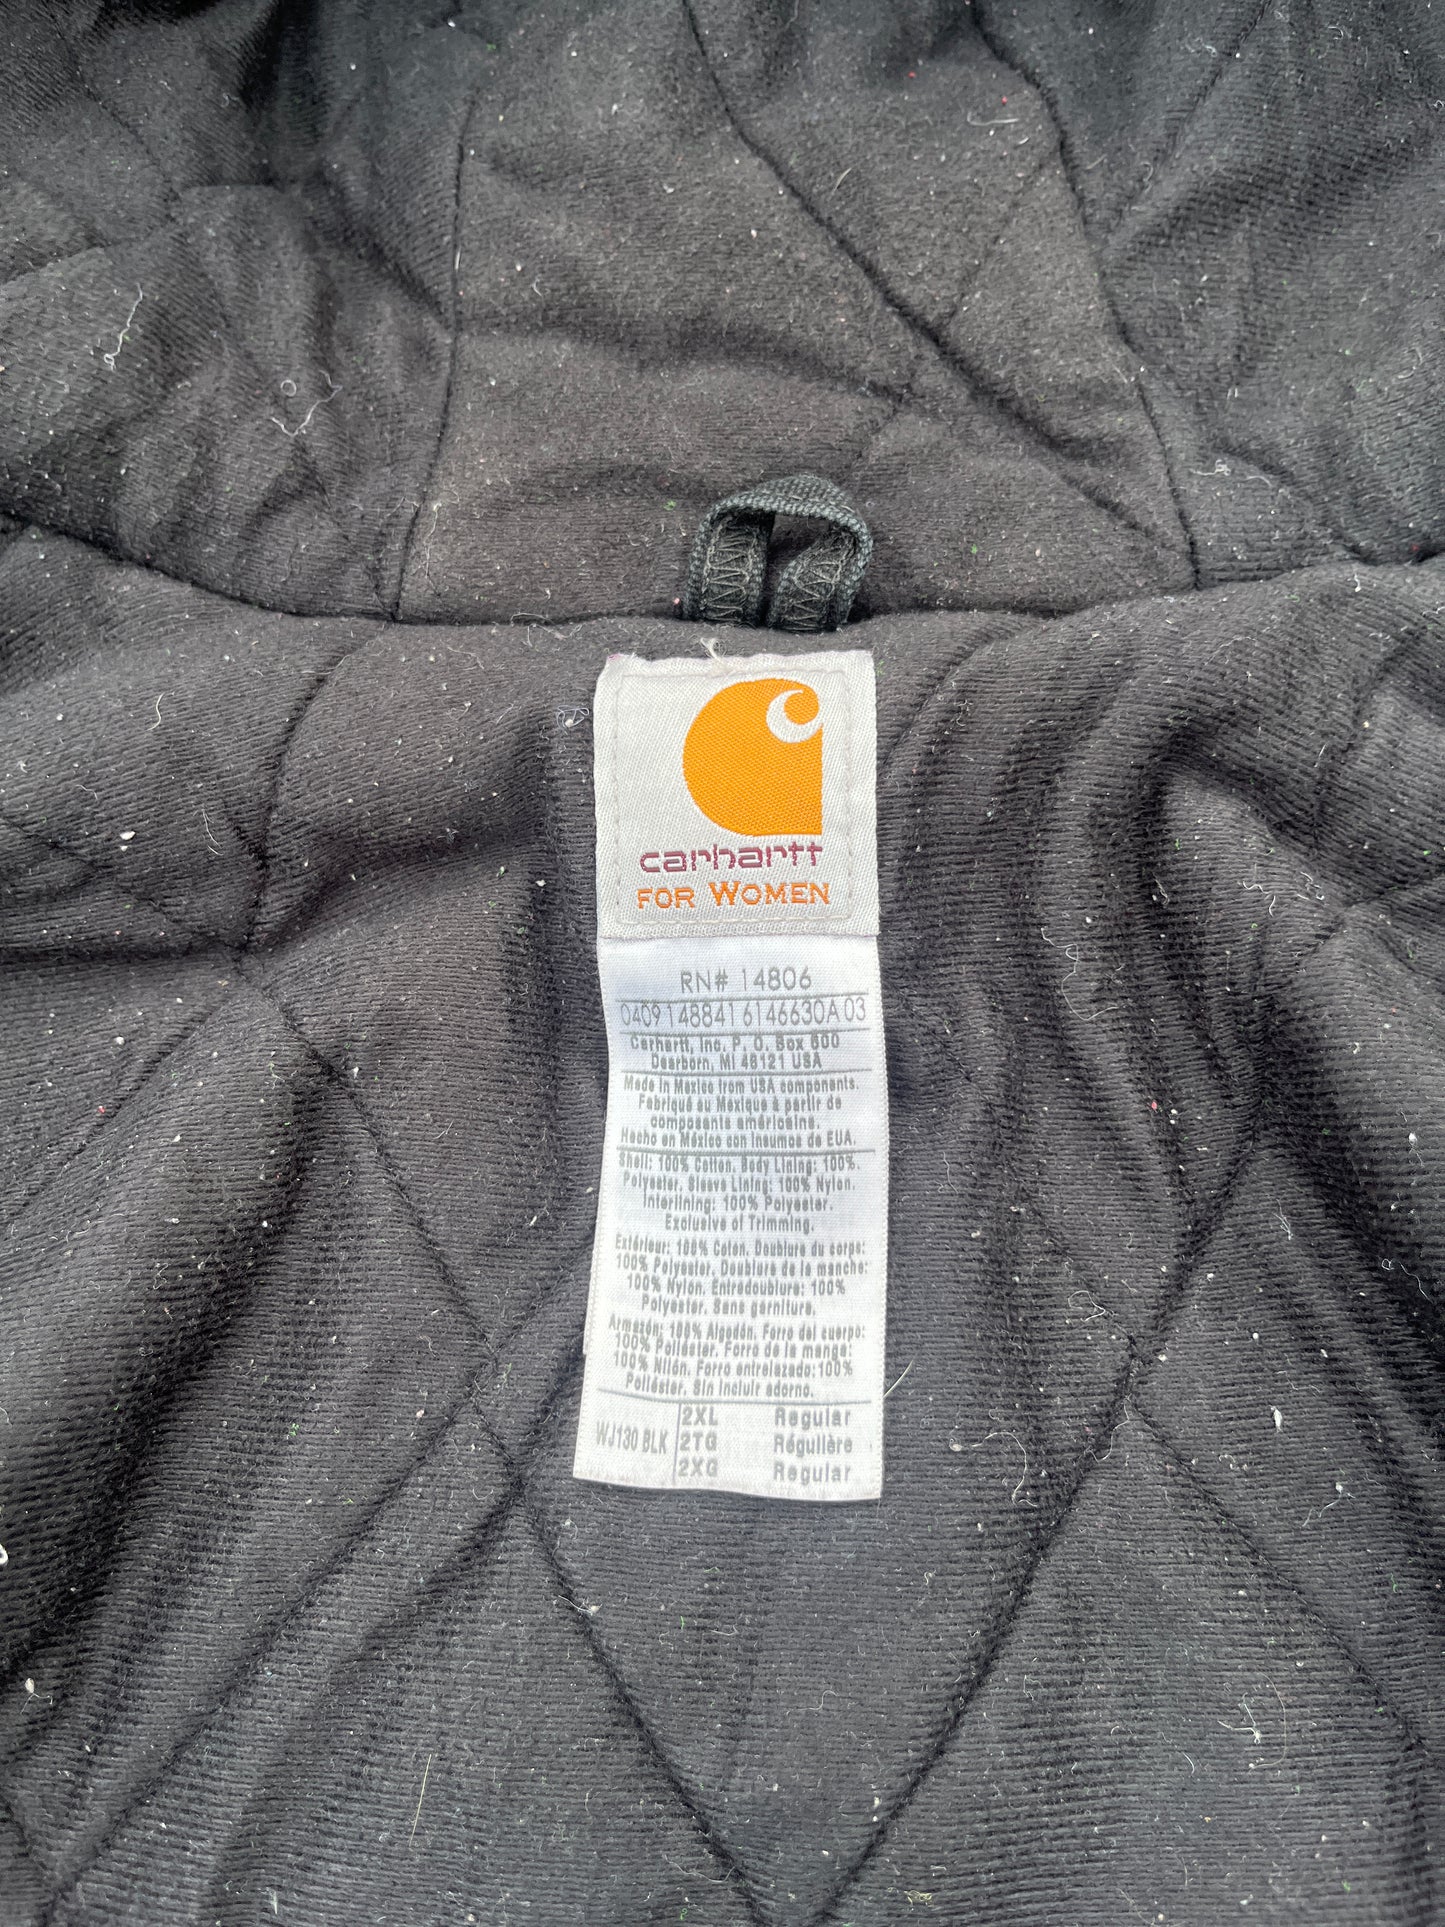 carhartt
FOR WOMEN
RN# 14806
0409148841614 6630A 03
Carhartt, Inc. P. O. Box 600
Dearborn, MI 48121 USA
Made in Mexico from USA components.
Fabriqué au Mexique à partir de
composants américains.
Hecho en México con insumos de EUA.
Shell: 100% Cotton. Body Lining: 100%.
Polyester. Sleeve Lining: 100% Nylon.
Interlining: 100% Polyester.
Exclusive of Trimming.
Extérieur: 100% Coton. Doublure du corps:
100% Polyester. Doublure de la manche:
100% Nylon. Entredoublure: 100%
Polyester. Sans garniture.
Armazón: 100% Algodón. Forro del cuerpo:
100% Poliéster. Forro de la manga:
100% Nilón. Forro entrelazado: 100%
Poliéster. Sin incluir adorno.
WJ130 BLK
2XL Regular
2TG Régulière
2XG Regular